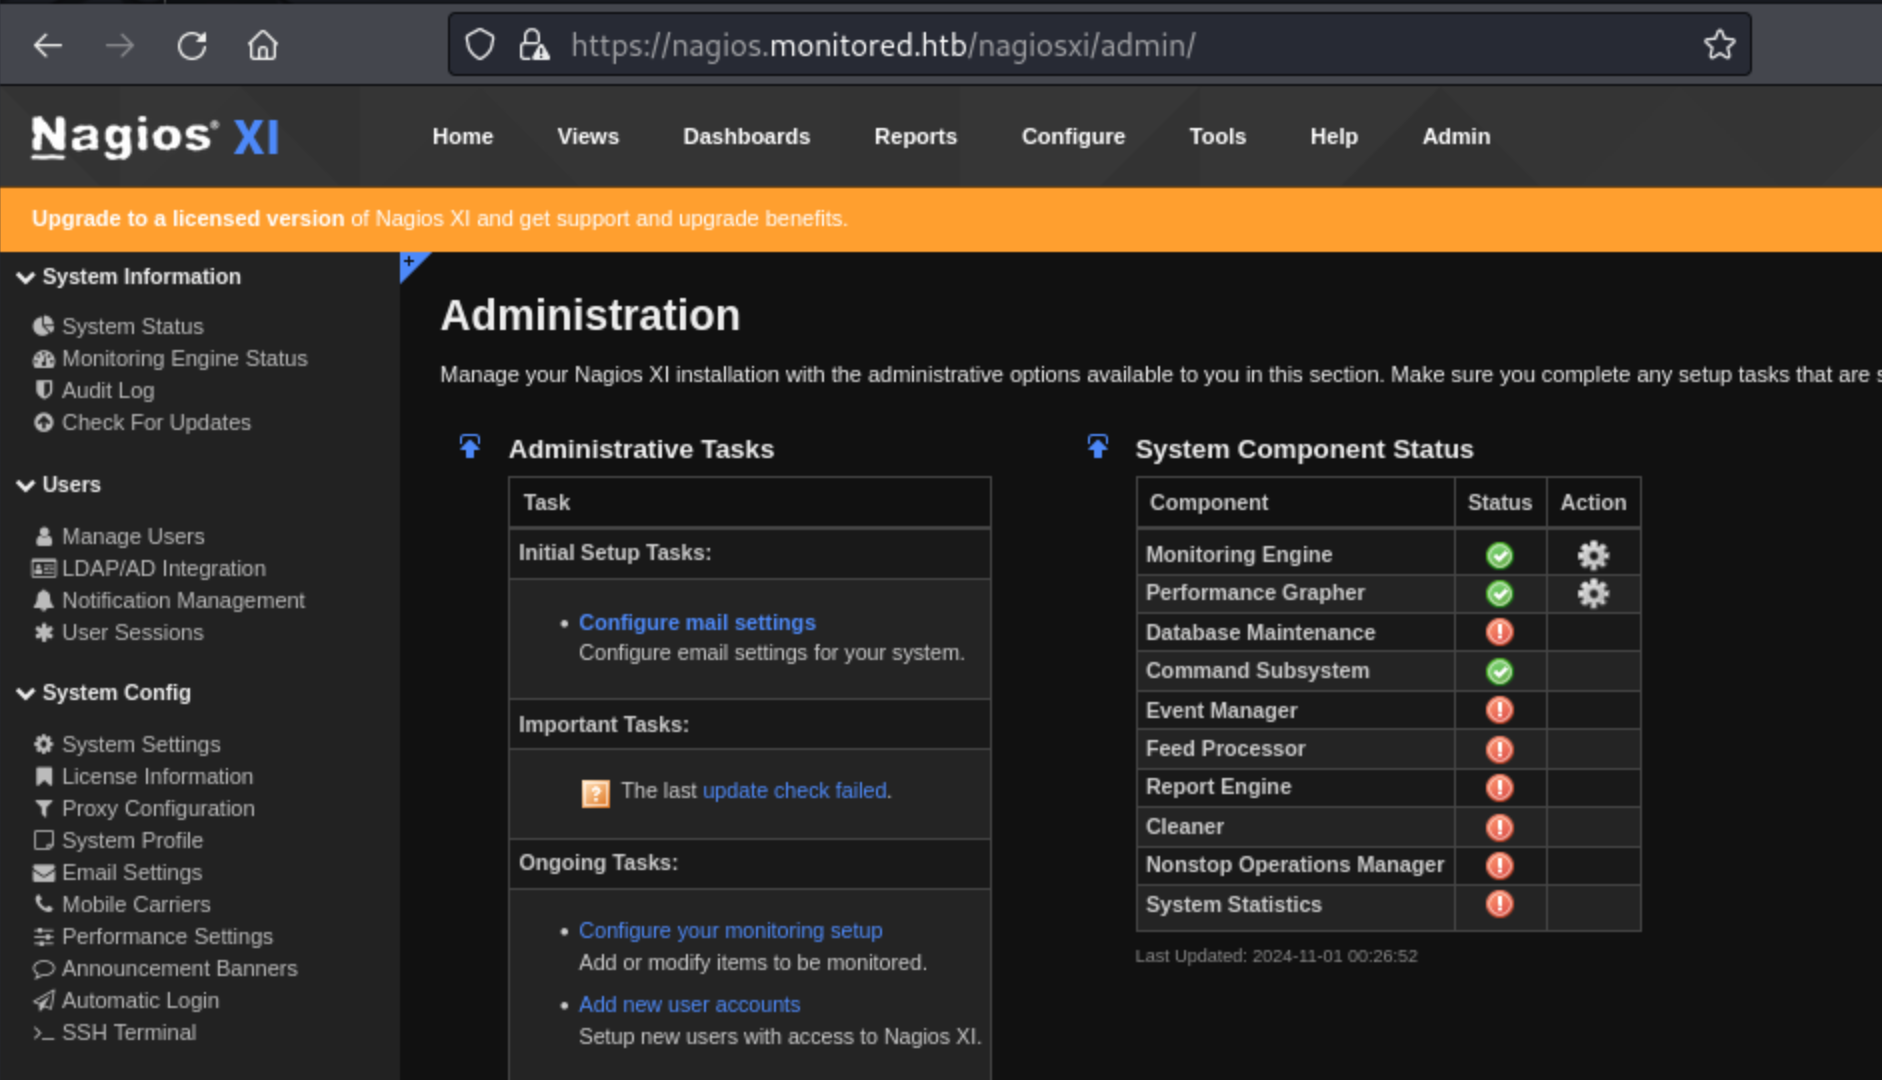 https://nagios.monitored.htb/nagiosxi/admin/
Nagios® XI
Home Views Dashboards Reports Configure Tools Help Admin
Upgrade to a licensed version of Nagios XI and get support and upgrade benefits.
System Information
System Status
Monitoring Engine Status
Audit Log
Check For Updates
Users
Manage Users
LDAP/AD Integration
Notification Management
User Sessions
System Config
System Settings
License Information
Proxy Configuration
System Profile
Email Settings
Mobile Carriers
Performance Settings
Announcement Banners
Automatic Login
SSH Terminal
Administration
Manage your Nagios XI installation with the administrative options available to you in this section. Make sure you complete any setup tasks that are s
Administrative Tasks
Task
Initial Setup Tasks:
• Configure mail settings
Configure email settings for your system.
Important Tasks:
The last update check failed.
Ongoing Tasks:
• Configure your monitoring setup
Add or modify items to be monitored.
• Add new user accounts
Setup new users with access to Nagios XI.
System Component Status
Component Status Action
Monitoring Engine
Performance Grapher
Database Maintenance
Command Subsystem
Event Manager
Feed Processor
Report Engine
Cleaner
Nonstop Operations Manager
System Statistics
Last Updated: 2024-11-01 00:26:52